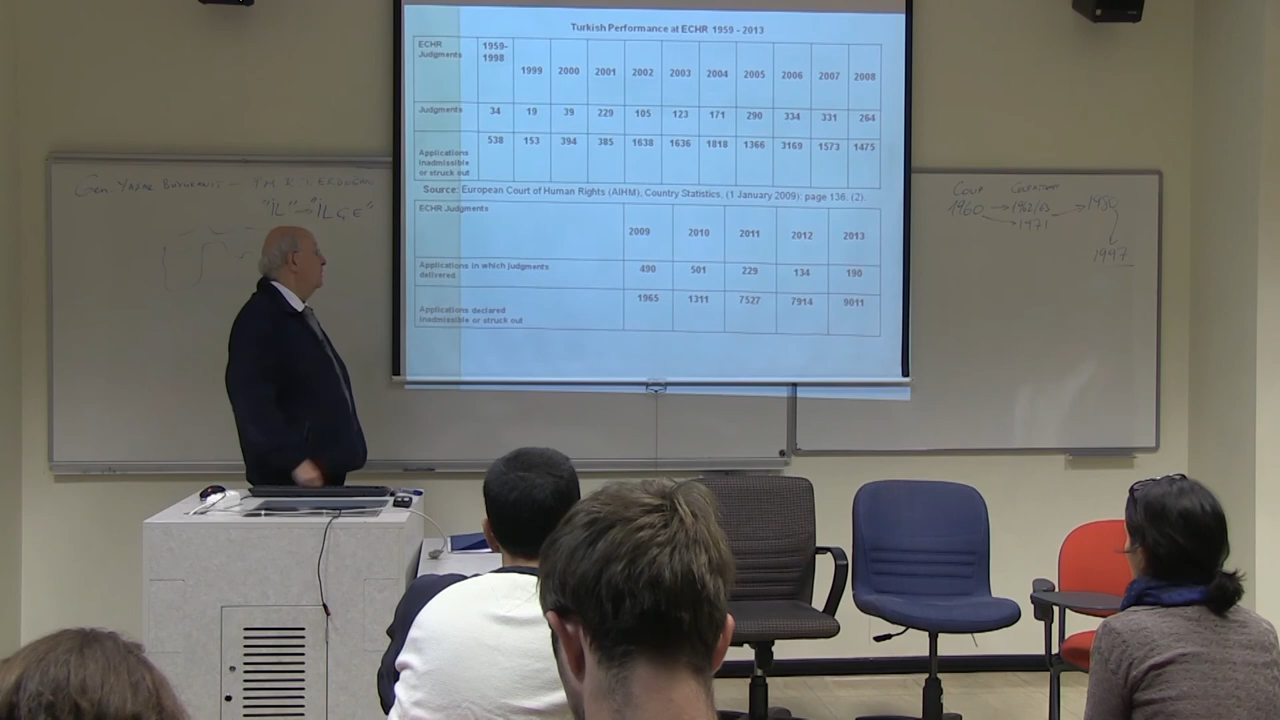 Turkish Performance at ECHR 1959 - 2013
ECHR Judgments 1959-1998 1999 2000 2001 2002 2003 2004 2005 2006 2007 2008
Judgments 34 19 39 229 105 123 171 290 334 331 264
Applications inadmissible or struck out 538 153 394 385 1638 1636 1818 1366 3169 1573 1475
Source: European Court of Human Rights (AIHM), Country Statistics, (1 January 2009); page 136. (2).
ECHR Judgments 2009 2010 2011 2012 2013
Applications in which judgments delivered 490 501 229 134 190
Applications declared inadmissible or struck out 1965 1311 7527 7914 9011
Gen YAŞAR
"İL" → "İLÇE"
COUP
1960 → 1962/63 → 1980
→ 1971
1997